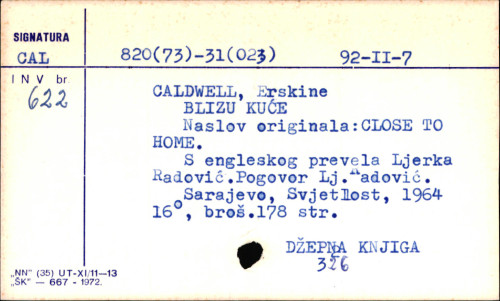 SIGNATURA
CAL 820(73)-31(023) 92-II-7
INV br
622
CALDWELL, Erskine
BLIZU KUĆE
Naslov originala:CLOSE TO
HOME.
S engleskog prevela Ljerka
Radović.Pogovor Lj.Radović.
Sarajevo, Svjetlost, 1964
16°, broš.178 str.
DŽEPNA KNJIGA
326
„NN" (35) UT-XI/11—13
„ŠK" — 667 - 1972.